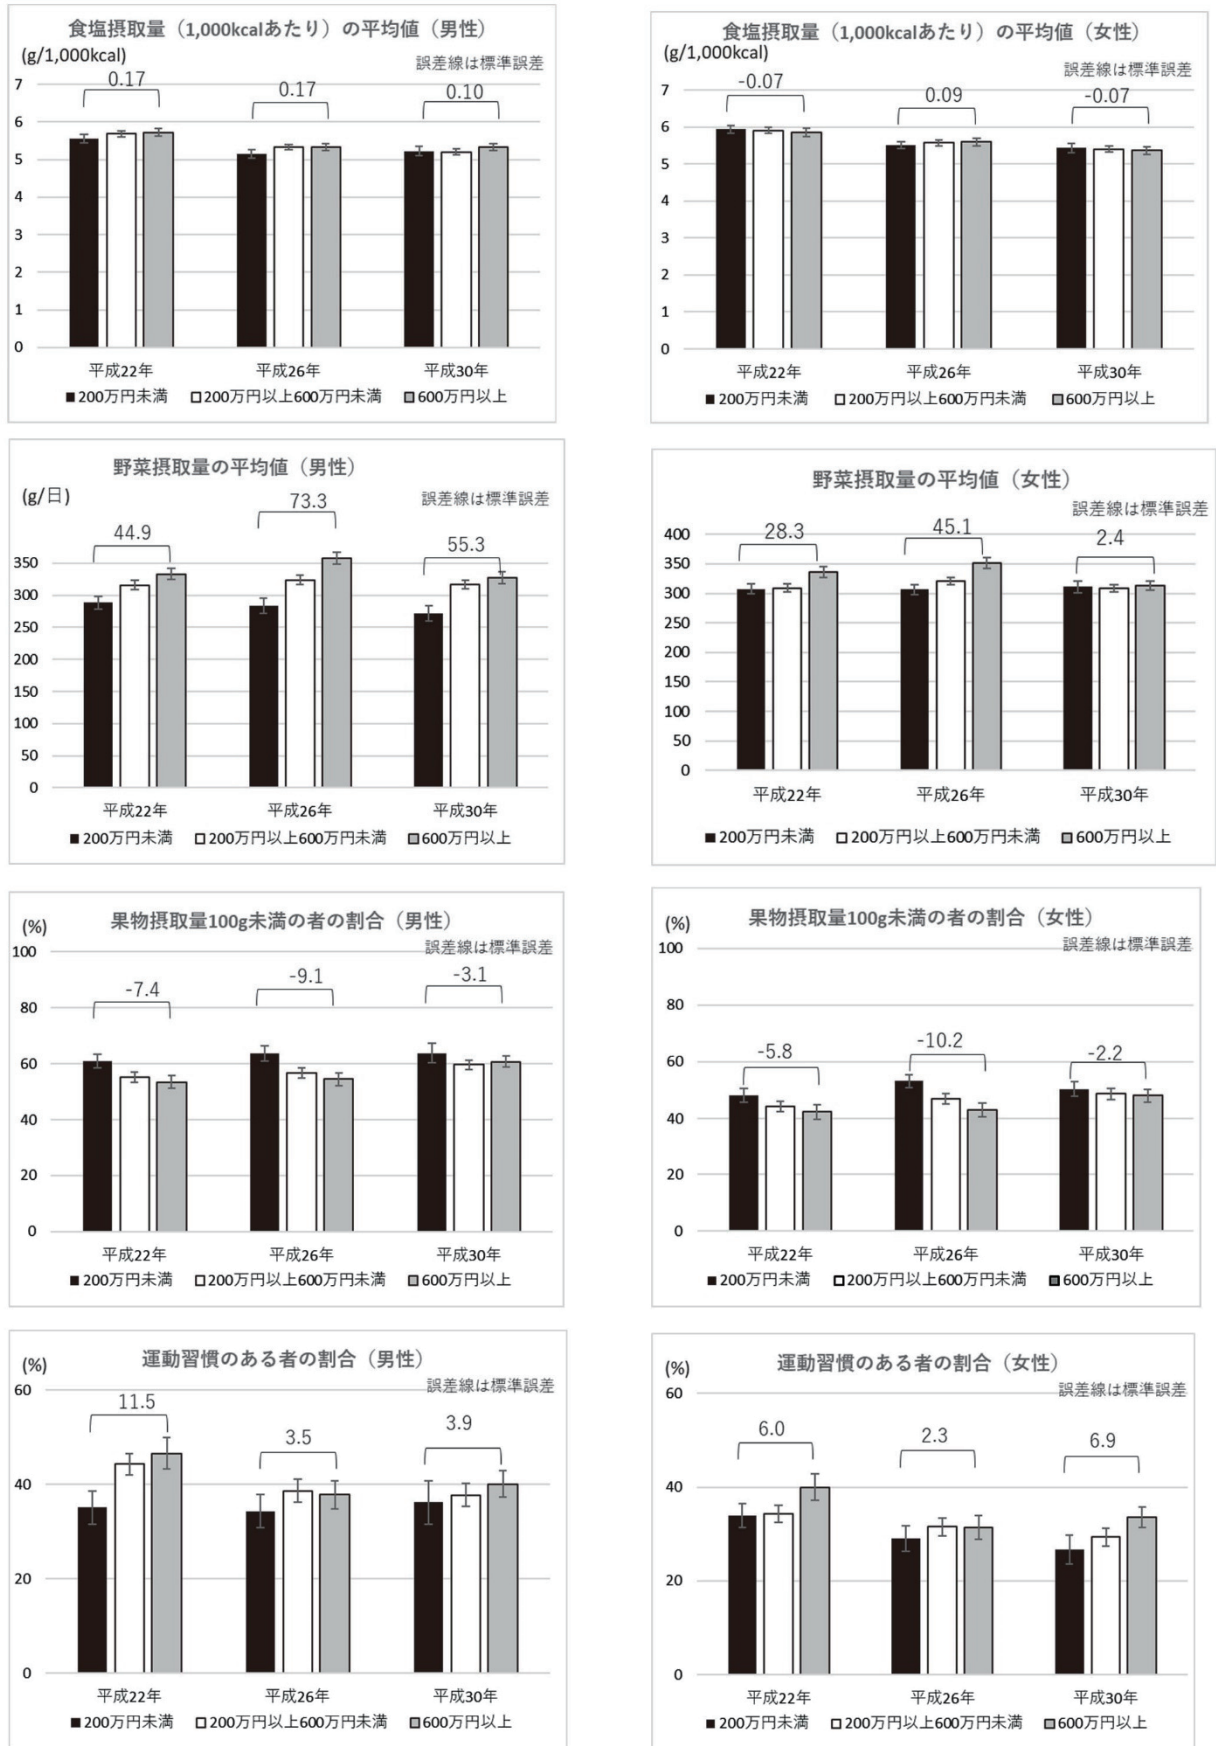 食塩摂取量（1,000kcalあたり）の平均値（男性）
(g/1,000kcal)
誤差線は標準誤差
0.17
0.17
0.10
7
6
5
4
3
2
1
0
平成22年
平成26年
平成30年
■200万円未満 □200万円以上600万円未満 ■600万円以上
食塩摂取量（1,000kcalあたり）の平均値（女性）
(g/1,000kcal)
誤差線は標準誤差
-0.07
0.09
-0.07
7
6
5
4
3
2
1
0
平成22年
平成26年
平成30年
■200万円未満 □200万円以上600万円未満 ■600万円以上
野菜摂取量の平均値（男性）
(g/日)
誤差線は標準誤差
44.9
73.3
55.3
350
300
250
200
150
100
50
0
平成22年
平成26年
平成30年
■200万円未満 □200万円以上600万円未満 ■600万円以上
野菜摂取量の平均値（女性）
誤差線は標準誤差
28.3
45.1
2.4
400
350
300
250
200
150
100
50
0
平成22年
平成26年
平成30年
■200万円未満 □200万円以上600万円未満 ■600万円以上
果物摂取量100g未満の者の割合（男性）
(%)
誤差線は標準誤差
-7.4
-9.1
-3.1
100
80
60
40
20
0
平成22年
平成26年
平成30年
■200万円未満 □200万円以上600万円未満 ■600万円以上
果物摂取量100g未満の者の割合（女性）
(%)
誤差線は標準誤差
-5.8
-10.2
-2.2
100
80
60
40
20
0
平成22年
平成26年
平成30年
■200万円未満 □200万円以上600万円未満 ■600万円以上
運動習慣のある者の割合（男性）
(%)
誤差線は標準誤差
11.5
3.5
3.9
60
40
20
0
平成22年
平成26年
平成30年
■200万円未満 □200万円以上600万円未満 ■600万円以上
運動習慣のある者の割合（女性）
(%)
誤差線は標準誤差
6.0
2.3
6.9
60
40
20
0
平成22年
平成26年
平成30年
■200万円未満 □200万円以上600万円未満 ■600万円以上